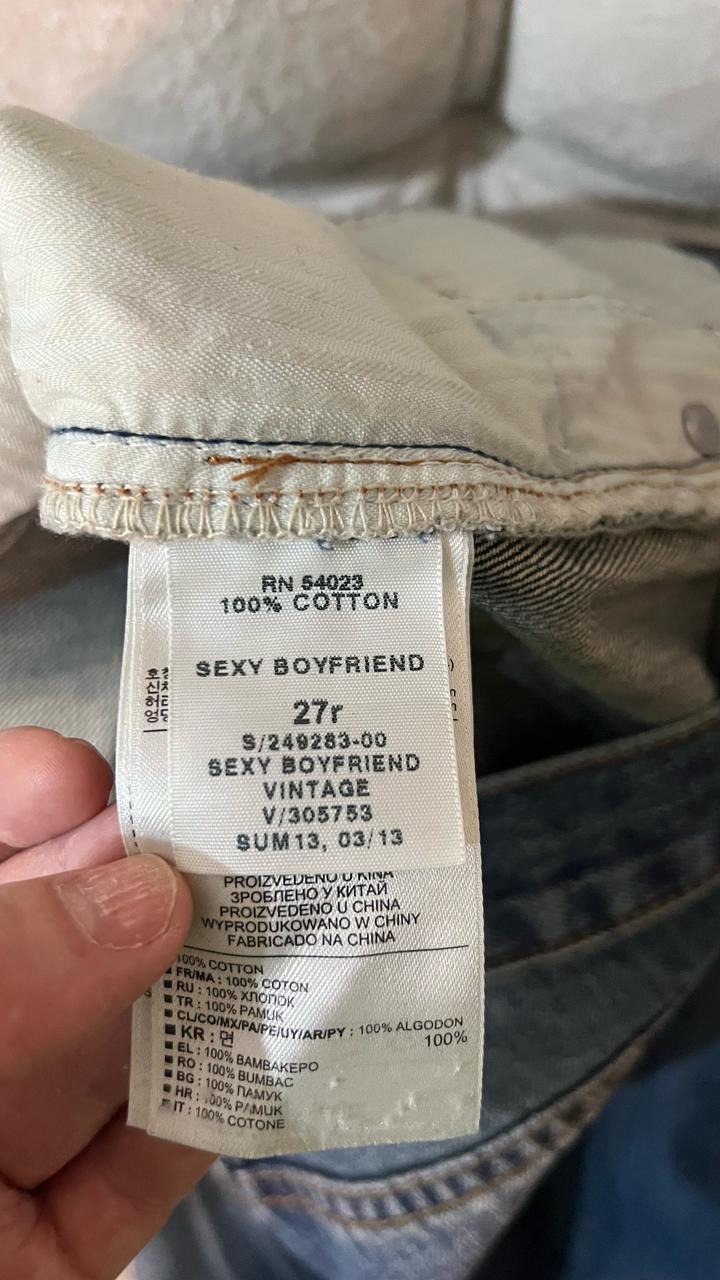 RN 54023
100% COTTON
SEXY BOYFRIEND
27r
S/249283-00
SEXY BOYFRIEND
VINTAGE
V/305753
SUM13, 03/13
PROIZVEDENO U KINA
ЗРОБЛЕНО У КИТАЙ
PROIZVEDENO U CHINA
WYPRODUKOWANO W CHINY
FABRICADO NA CHINA
100% COTTON
FR/MA : 100% COTON
RU : 100% ХЛОПОК
TR : 100% PAMUK
CL/CO/MX/PA/PE/UY/AR/PY : 100% ALGODON
KR : 면 100%
EL : 100% ΒΑΜΒΑΚΕΡΟ
RO : 100% BUMBAC
BG : 100% ПАМУК
HR : 100% PAMUK
IT : 100% COTONE